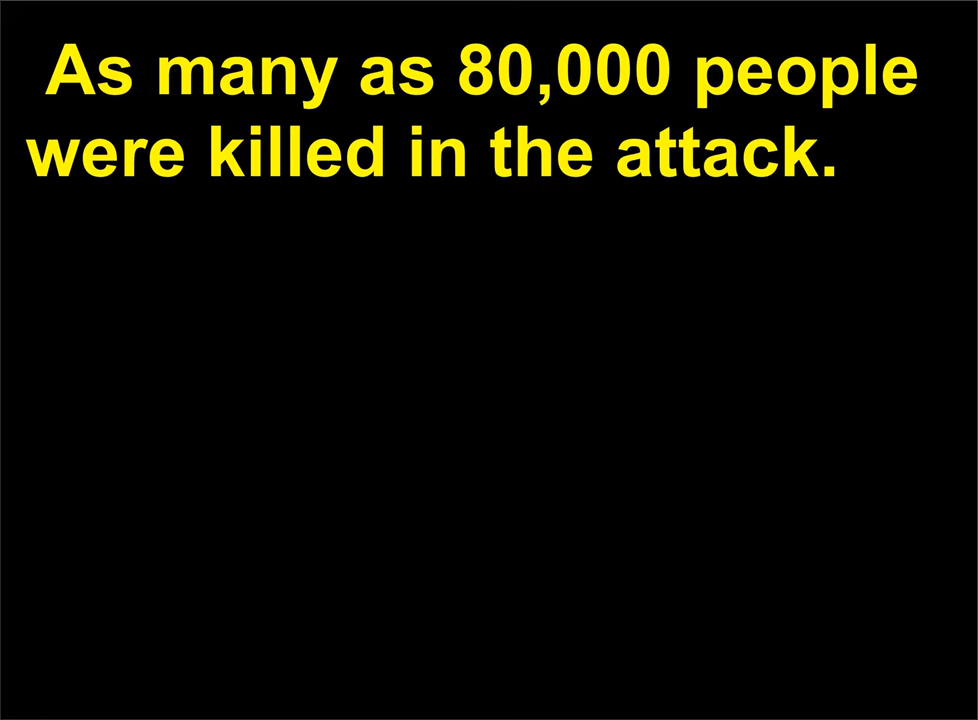 As many as 80,000 people
were killed in the attack.